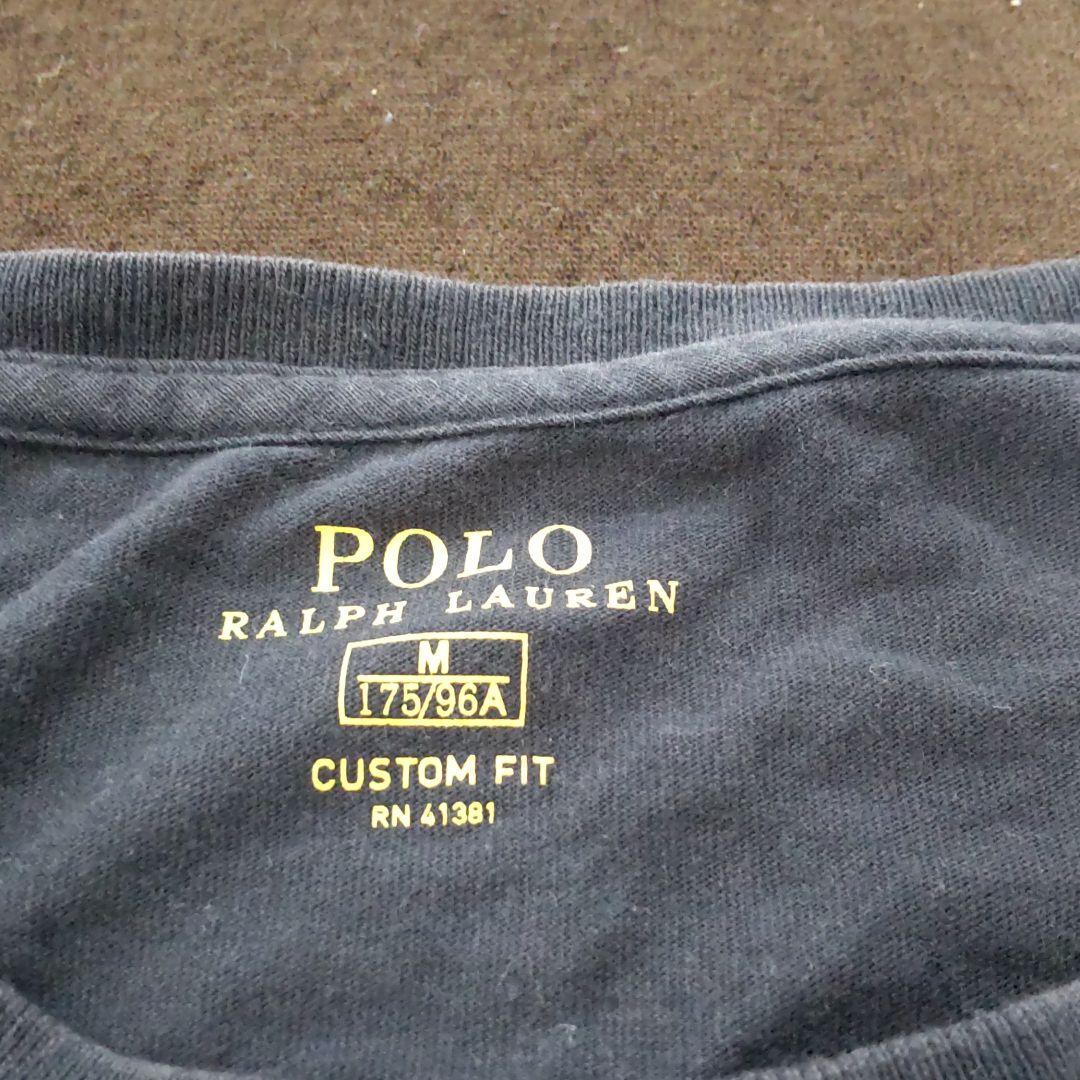 POLO
RALPH LAUREN
M
175/96A
CUSTOM FIT
RN 41381